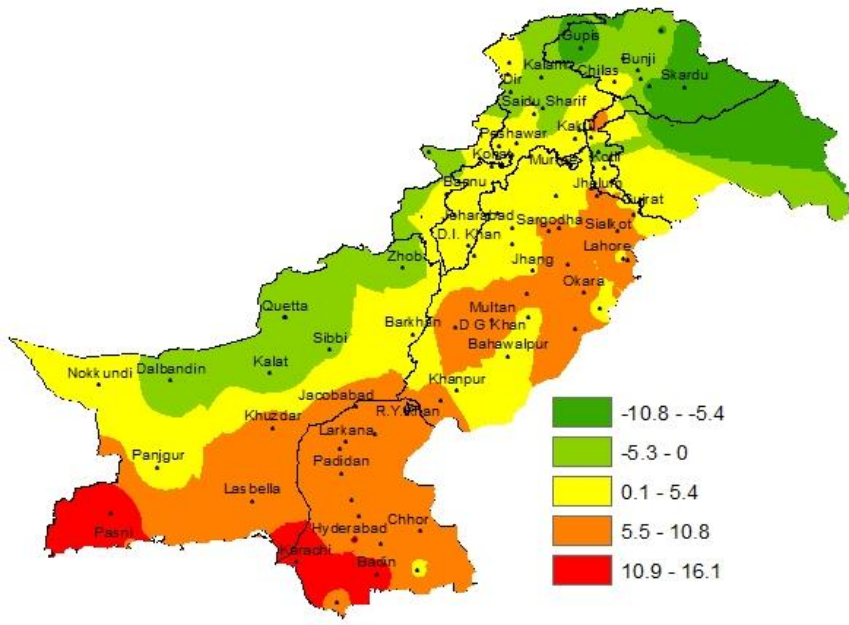 Gupis
Kalam
Chilas
Bunji
Skardu
Dir
Saidu Sharif
Kakul
Peshawar
Kohat
Kotli
Bannu
Jhelum
Gujrat
Sargodha
Sialkot
D.I. Khan
Lahore
Zhob
Jhang
Okara
Quetta
Multan
Barkhan
D G Khan
Sibbi
Bahawalpur
Nokkundi
Dalbandin
Kalat
Khanpur
Jacobabad
R.Y.Khan
Khuzdar
Larkana
Panjgur
Padidan
Lasbella
Pasni
Hyderabad
Chhor
Karachi
Badin
-10.8 - -5.4
-5.3 - 0
0.1 - 5.4
5.5 - 10.8
10.9 - 16.1